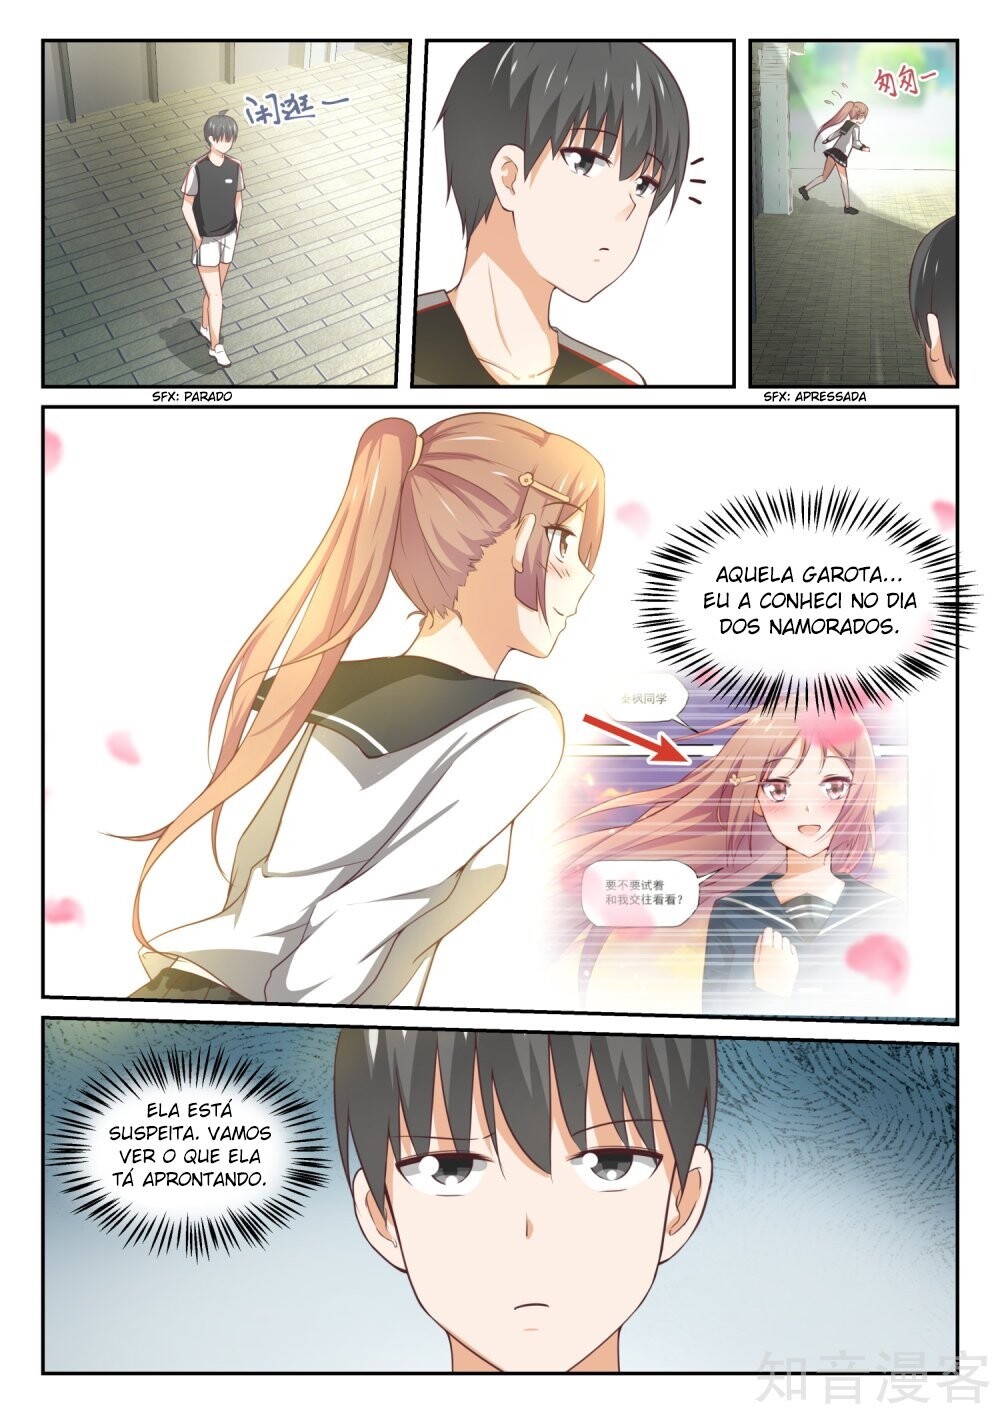 闲逛一
匆匆一
SFX: PARADO
SFX: APRESSADA
AQUELA GAROTA...
EU A CONHECI NO DIA
DOS NAMORADOS.
秦枫同学
要不要试着
和我交往看看?
ELA ESTÁ
SUSPEITA. VAMOS
VER O QUE ELA
TÁ APRONTANDO.
知音漫客